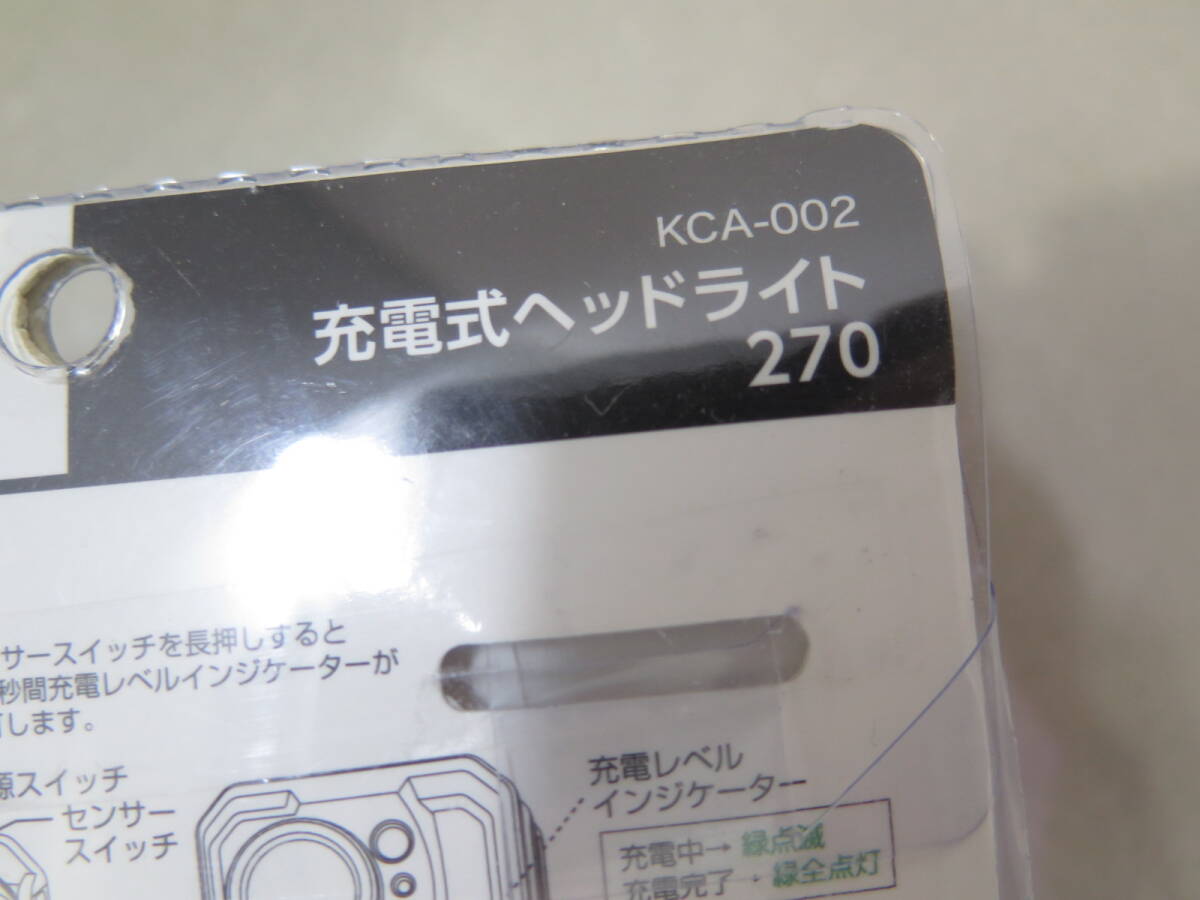 KCA-002
充電式ヘッドライト
270
サースイッチを長押しすると
秒間充電レベルインジケーターが
します。
源スイッチ
センサー
スイッチ
充電レベル
インジケーター
充電中→ 緑点滅
充電完了→ 緑全点灯